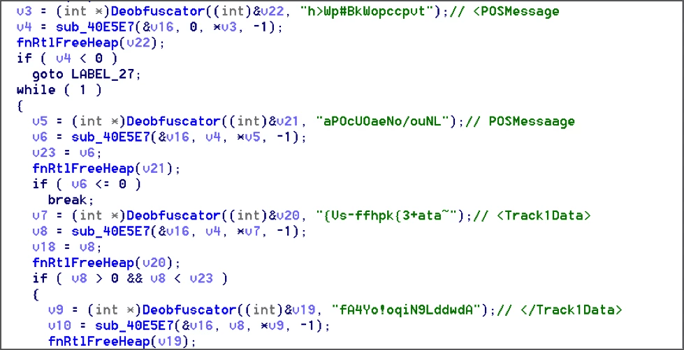 v3 = (int *)Deobfuscator((int)&v22, "h>Wp#BkWopccpvt");// <POSMessage
v4 = sub_40E5E7(&v16, 0, *v3, -1);
fnRtlFreeHeap(v22);
if ( v4 < 0 )
goto LABEL_27;
while ( 1 )
{
v5 = (int *)Deobfuscator((int)&v21, "aPOcUOaeNo/ouNL");// POSMessaage
v6 = sub_40E5E7(&v16, v4, *v5, -1);
v23 = v6;
fnRtlFreeHeap(v21);
if ( v6 <= 0 )
break;
v7 = (int *)Deobfuscator((int)&v20, "{Vs-ffhpk{3+ata~");// <Track1Data>
v8 = sub_40E5E7(&v16, v4, *v7, -1);
v18 = v8;
fnRtlFreeHeap(v20);
if ( v8 > 0 && v8 < v23 )
{
v9 = (int *)Deobfuscator((int)&v19, "fA4Yo!oqiN9LddwdA");// </Track1Data>
v10 = sub_40E5E7(&v16, v8, *v9, -1);
fnRtlFreeHeap(v19);